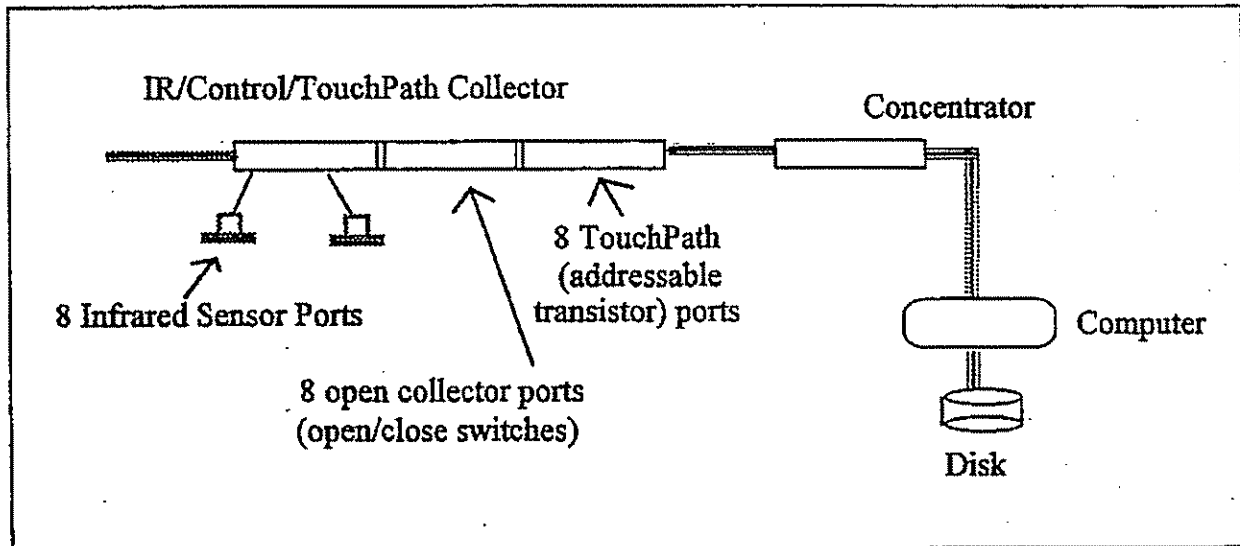 IR/Control/TouchPath Collector
Concentrator
8 TouchPath
(addressable
transistor) ports
8 Infrared Sensor Ports
Computer
8 open collector ports
(open/close switches)
Disk